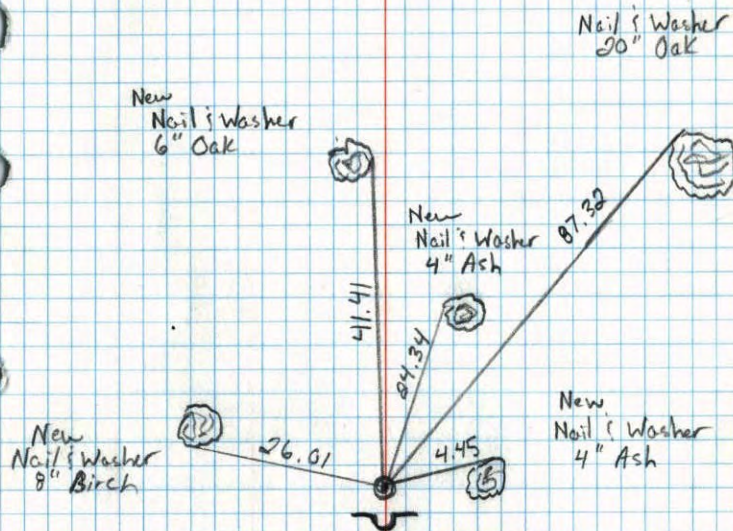 Nail & Washer
20" Oak
New
Nail & Washer
6" Oak
New
Nail & Washer
4" Ash
87.32
41.41
24.34
New
Nail & Washer
8" Birch
26.01
4.45
New
Nail & Washer
4" Ash